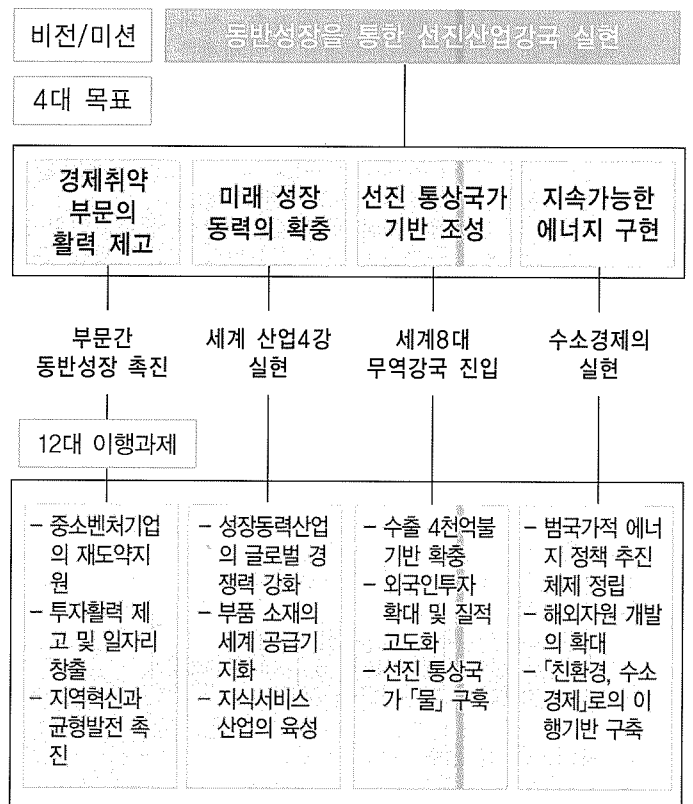 비전/미션
동반성장을 통한 선진산업강국 실현
4대 목표
경제취약
부문의
활력 제고
미래 성장
동력의 확충
선진 통상국가
기반 조성
지속가능한
에너지 구현
부문간
동반성장 촉진
세계 산업4강
실현
세계8대
무역강국 진입
수소경제의
실현
12대 이행과제
– 중소벤처기업
의 재도약지
원
– 투자활력 제
고 및 일자리
창출
– 지역혁신과
균형발전 촉
진
– 성장동력산업
의 글로벌 경
쟁력 강화
– 부품 소재의
세계 공급기
지화
– 지식서비스
산업의 육성
– 수출 4천억불
기반 확충
– 외국인투자
확대 및 질적
고도화
– 선진 통상국
가 「물」 구훅
– 범국가적 에너
지 정책 추진
체제 정립
– 해외자원 개발
의 확대
– 「친환경, 수소
경제」로의 이
행기반 구축